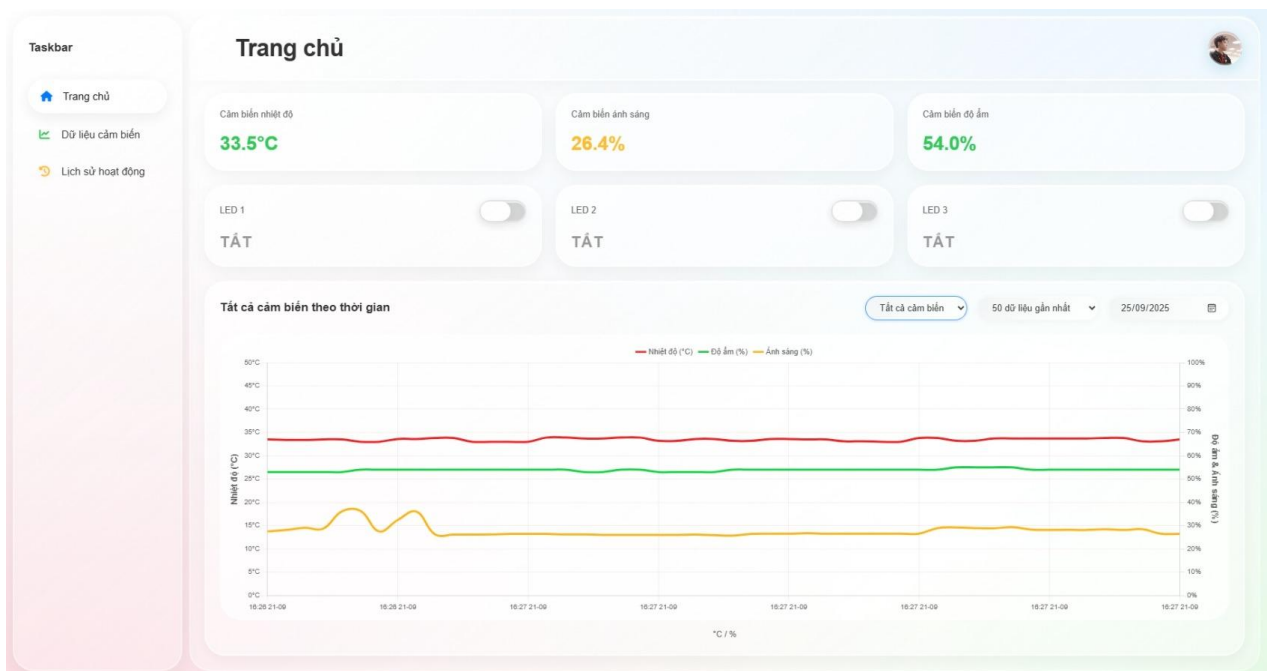 Taskbar
Trang chủ
Dữ liệu cảm biến
Lịch sử hoạt động
Trang chủ
Cảm biến nhiệt độ
33.5°C
Cảm biến ánh sáng
26.4%
Cảm biến độ ẩm
54.0%
LED 1
TẮT
LED 2
TẮT
LED 3
TẮT
Tất cả cảm biến theo thời gian
Tất cả cảm biến
50 dữ liệu gần nhất
25/09/2025
Nhiệt độ (°C)
Độ ẩm (%)
Ánh sáng (%)
Nhiệt độ (°C)
50°C
45°C
40°C
35°C
30°C
25°C
20°C
15°C
10°C
5°C
0°C
100%
90%
80%
70%
60%
50%
40%
30%
20%
10%
0%
Độ ẩm & Ánh sáng (%)
16:26 21-09
16:26 21-09
16:27 21-09
16:27 21-09
16:27 21-09
16:27 21-09
16:27 21-09
16:27 21-09
°C / %